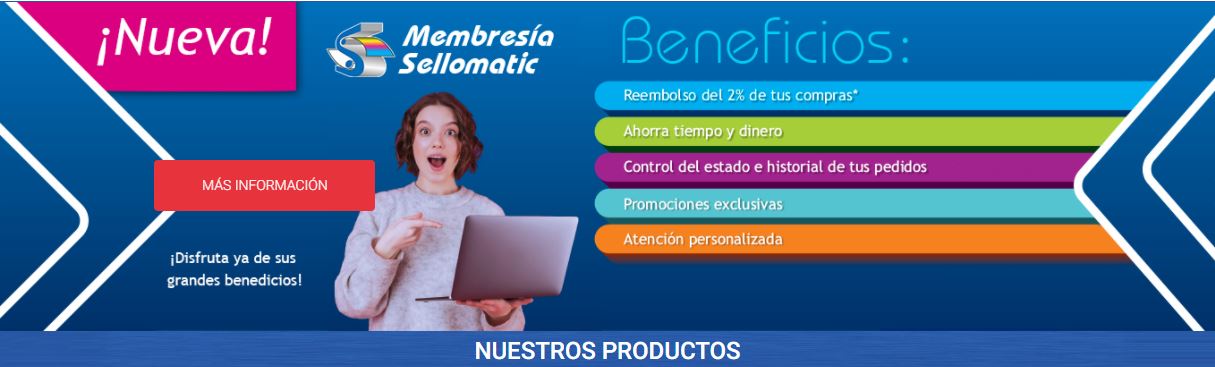 ¡Nueva!
Membresía
Sellomatic
Beneficios:
Reembolso del 2% de tus compras*
Ahorra tiempo y dinero
Control del estado e historial de tus pedidos
Promociones exclusivas
Atención personalizada
MÁS INFORMACIÓN
¡Disfruta ya de sus
grandes benedicios!
NUESTROS PRODUCTOS